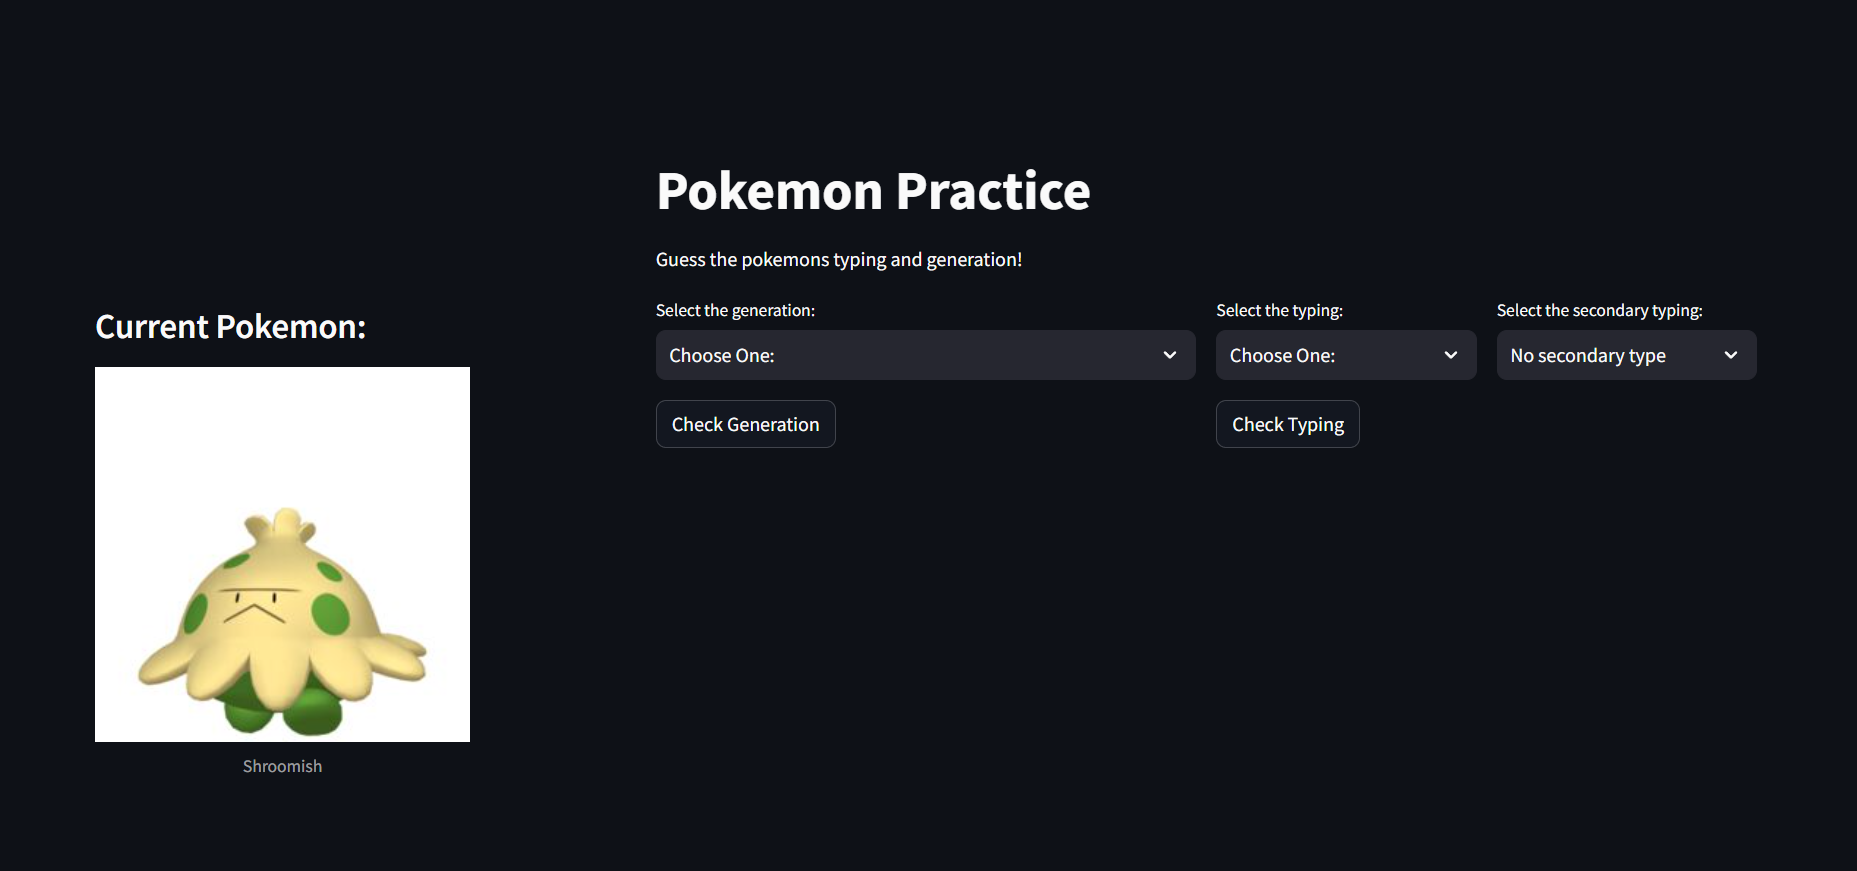 Pokemon Practice
Guess the pokemons typing and generation!
Current Pokemon:
Shroomish
Select the generation:
Choose One:
Check Generation
Select the typing:
Choose One:
Check Typing
Select the secondary typing:
No secondary type